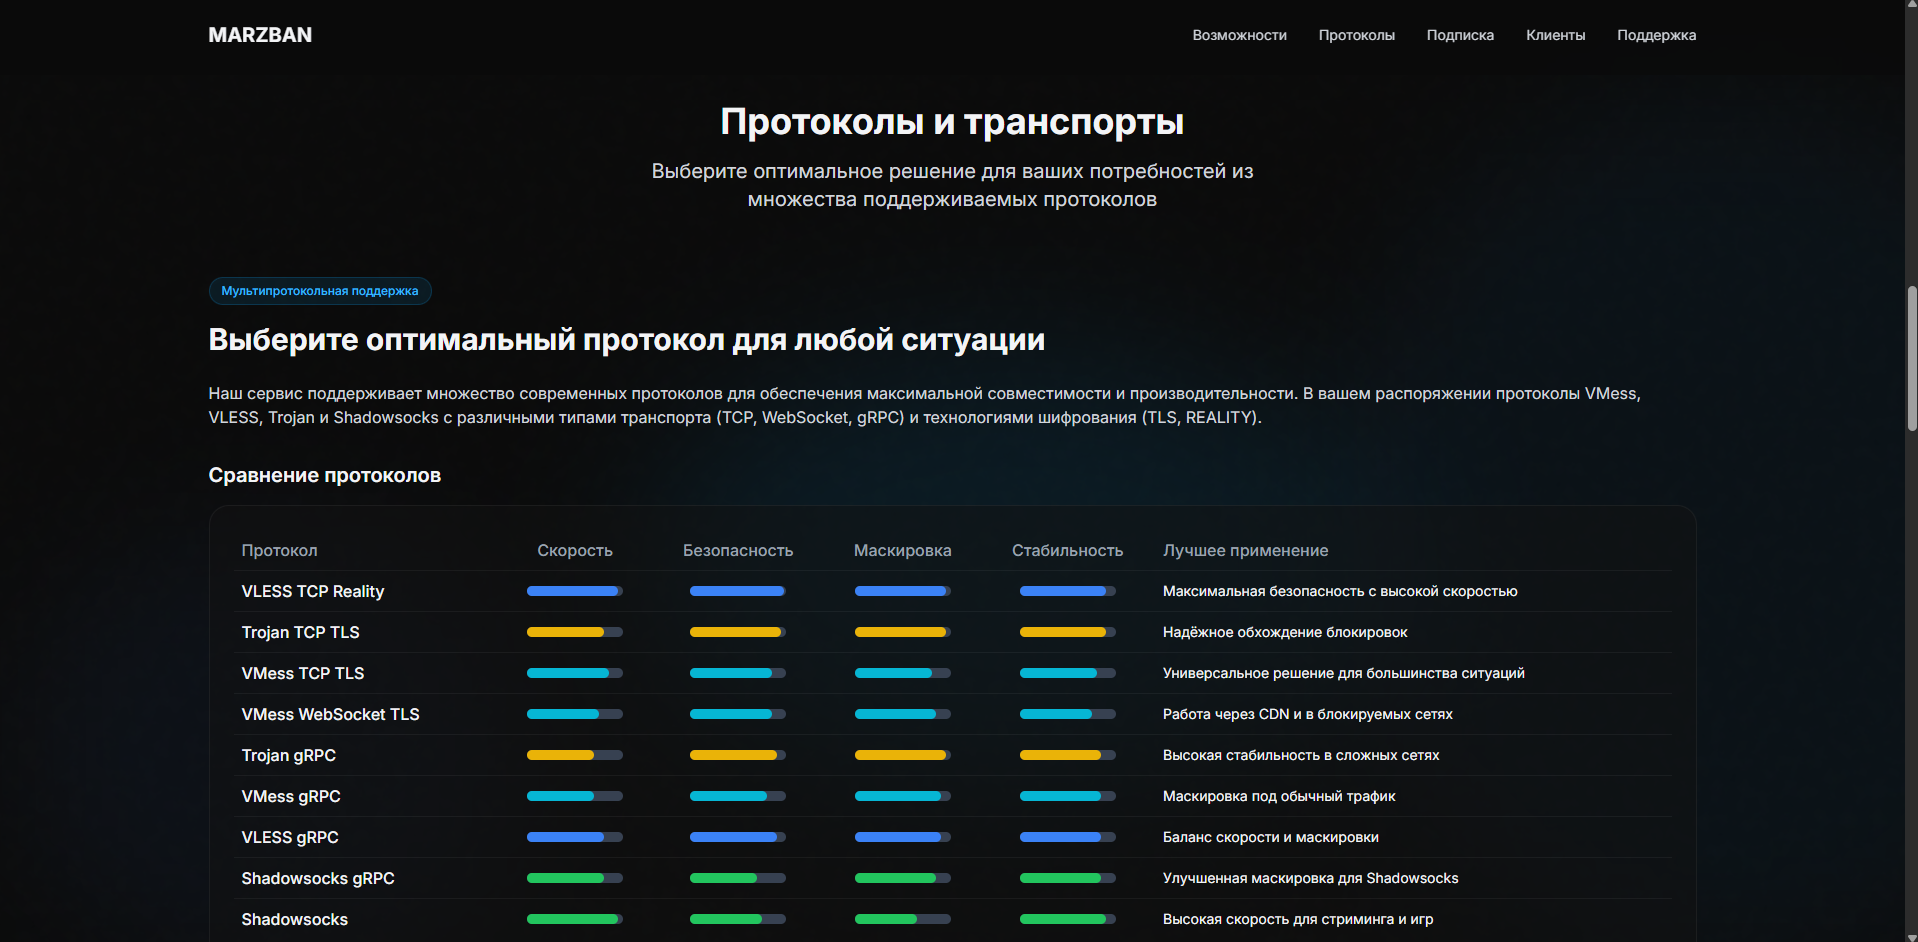 MARZBAN
Возможности
Протоколы
Подписка
Клиенты
Поддержка
Протоколы и транспорты
Выберите оптимальное решение для ваших потребностей из
множества поддерживаемых протоколов
Мультипротокольная поддержка
Выберите оптимальный протокол для любой ситуации
Наш сервис поддерживает множество современных протоколов для обеспечения максимальной совместимости и производительности. В вашем распоряжении протоколы VMess,
VLESS, Trojan и Shadowsocks с различными типами транспорта (TCP, WebSocket, gRPC) и технологиями шифрования (TLS, REALITY).
Сравнение протоколов
Протокол Скорость Безопасность Маскировка Стабильность Лучшее применение
VLESS TCP Reality Максимальная безопасность с высокой скоростью
Trojan TCP TLS Надёжное обхождение блокировок
VMess TCP TLS Универсальное решение для большинства ситуаций
VMess WebSocket TLS Работа через CDN и в блокируемых сетях
Trojan gRPC Высокая стабильность в сложных сетях
VMess gRPC Маскировка под обычный трафик
VLESS gRPC Баланс скорости и маскировки
Shadowsocks gRPC Улучшенная маскировка для Shadowsocks
Shadowsocks Высокая скорость для стриминга и игр